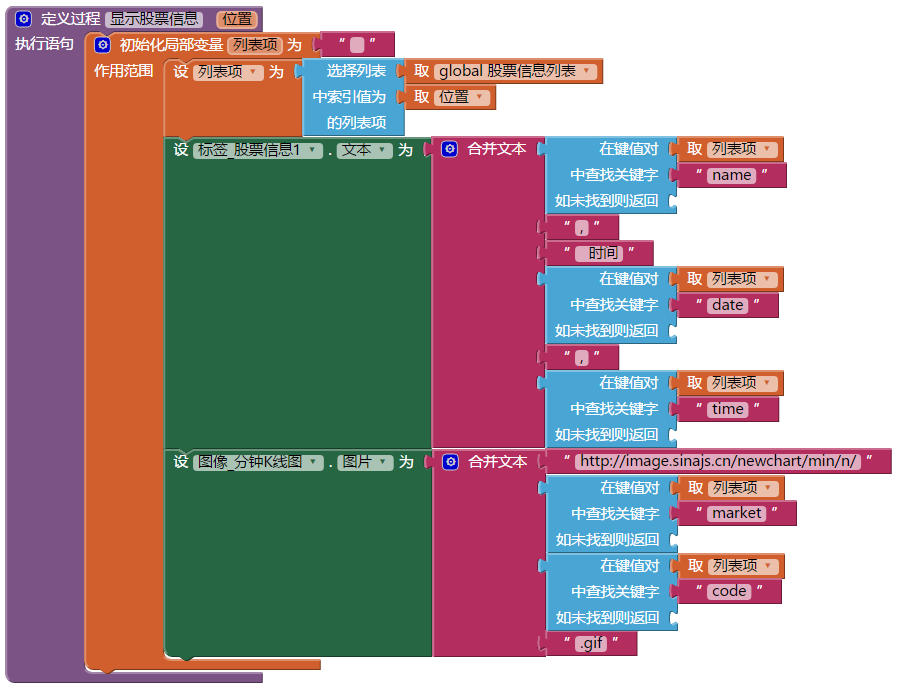 定义过程 显示股票信息 位置
执行语句 初始化局部变量 列表项 为 " "
作用范围 设 列表项 为 选择列表 取 global 股票信息列表
中索引值为 取 位置
的列表项
设 标签_股票信息1 . 文本 为 合并文本 在键值对 取 列表项
中查找关键字 " name "
如未找到则返回
" , "
" 时间 "
在键值对 取 列表项
中查找关键字 " date "
如未找到则返回
" , "
在键值对 取 列表项
中查找关键字 " time "
如未找到则返回
设 图像_分钟K线图 . 图片 为 合并文本 " http://image.sinajs.cn/newchart/min/n/ "
在键值对 取 列表项
中查找关键字 " market "
如未找到则返回
在键值对 取 列表项
中查找关键字 " code "
如未找到则返回
" .gif "